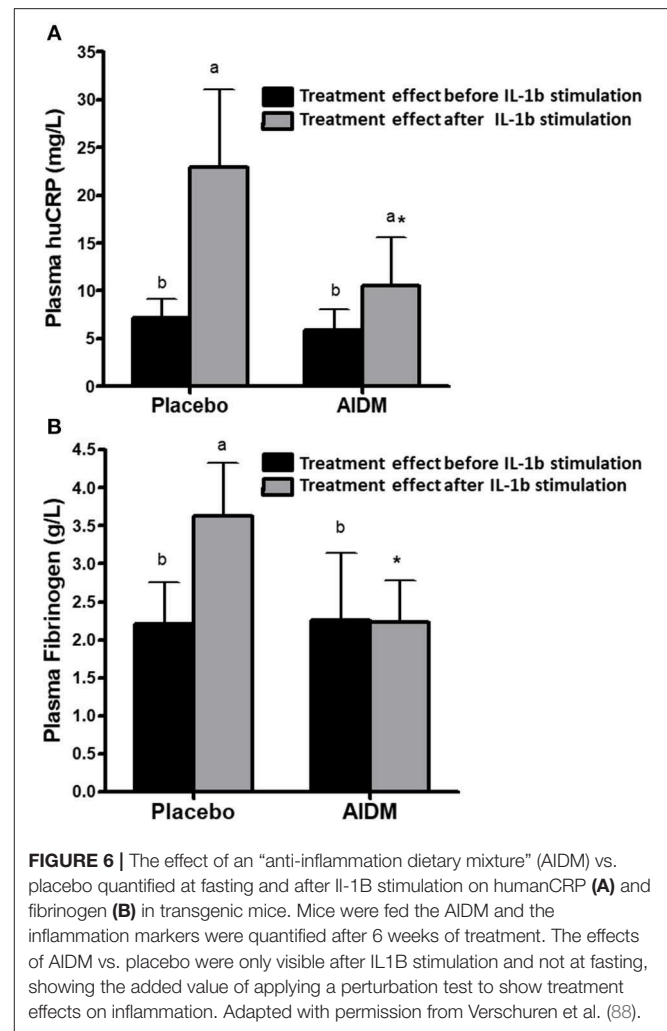 A
35
30
25
20
15
10
5
0
Plasma huCRP (mg/L)
a
Treatment effect before IL-1b stimulation
Treatment effect after IL-1b stimulation
a*
b
b
Placebo
AIDM
B
4.5
4.0
3.5
3.0
2.5
2.0
1.5
1.0
0.5
0.0
Plasma Fibrinogen (g/L)
a
Treatment effect before IL-1b stimulation
Treatment effect after IL-1b stimulation
b
b
*
Placebo
AIDM
FIGURE 6 | The effect of an “anti-inflammation dietary mixture” (AIDM) vs.
placebo quantified at fasting and after Il-1B stimulation on humanCRP (A) and
fibrinogen (B) in transgenic mice. Mice were fed the AIDM and the
inflammation markers were quantified after 6 weeks of treatment. The effects
of AIDM vs. placebo were only visible after IL1B stimulation and not at fasting,
showing the added value of applying a perturbation test to show treatment
effects on inflammation. Adapted with permission from Verschuren et al. (88).